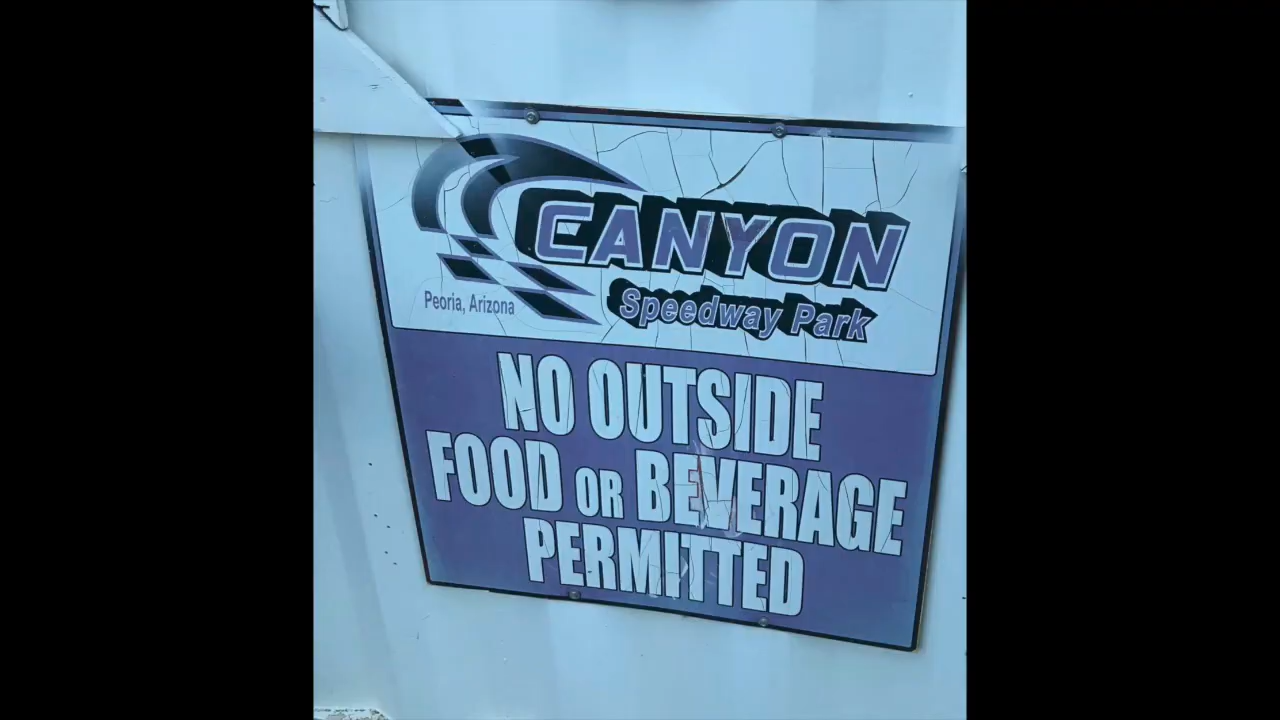 CANYON
Speedway Park
Peoria, Arizona
NO OUTSIDE
FOOD OR BEVERAGE
PERMITTED